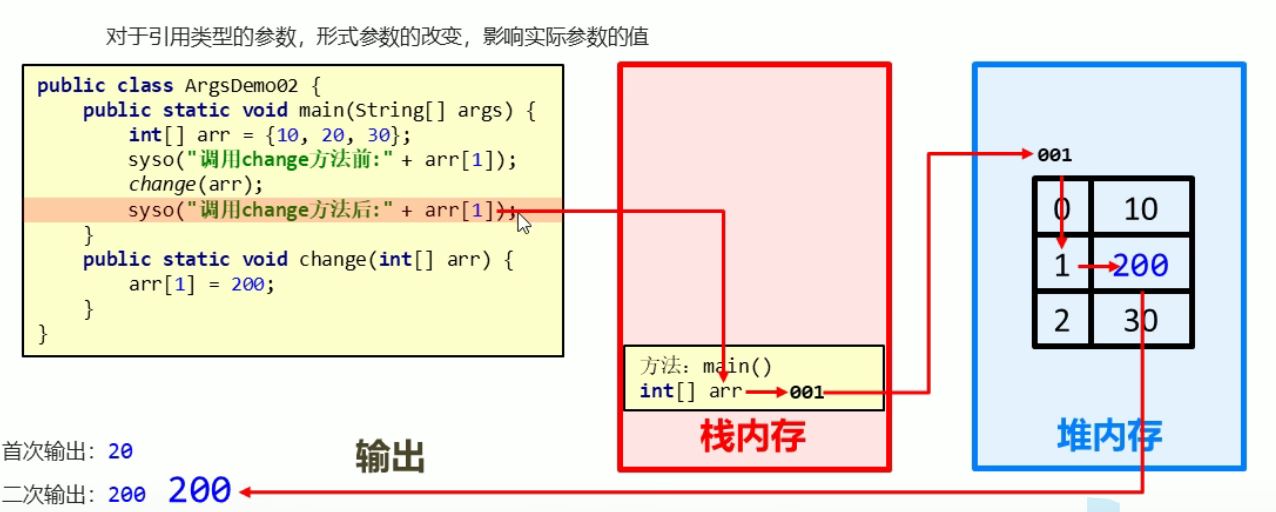 对于引用类型的参数，形式参数的改变，影响实际参数的值
public class ArgsDemo02 {
    public static void main(String[] args) {
        int[] arr = {10, 20, 30};
        syso("调用change方法前:" + arr[1]);
        change(arr);
        syso("调用change方法后:" + arr[1]);
    }
    public static void change(int[] arr) {
        arr[1] = 200;
    }
}
方法：main()
int[] arr 001
栈内存
001
0 10
1 200
2 30
堆内存
输出
首次输出：20
二次输出：200 200